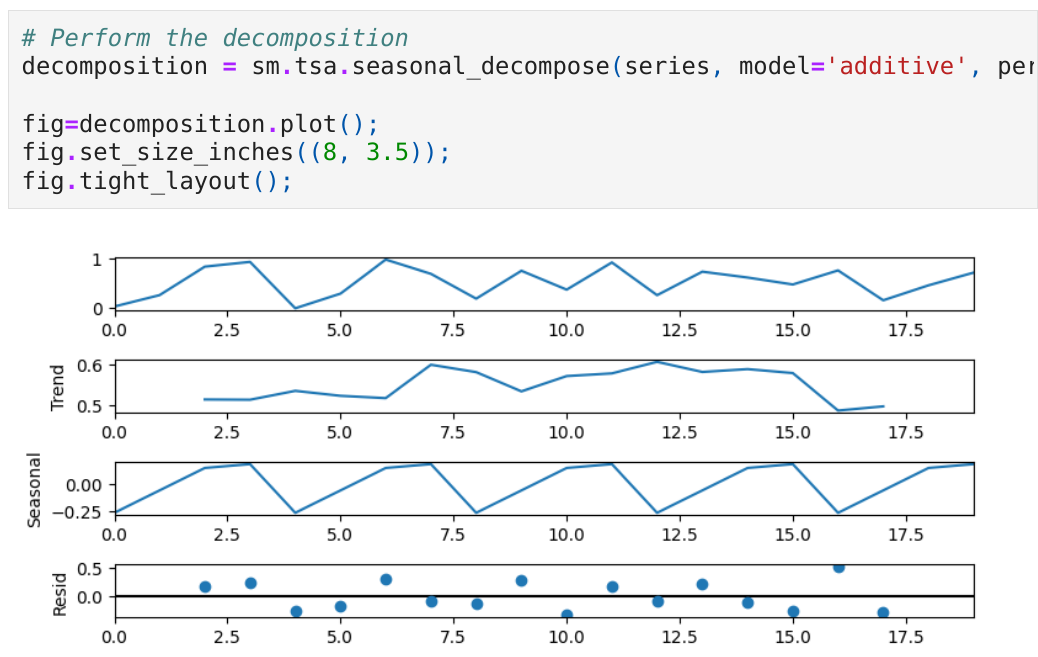 # Perform the decomposition
decomposition = sm.tsa.seasonal_decompose(series, model='additive', per
fig=decomposition.plot();
fig.set_size_inches((8, 3.5));
fig.tight_layout();
1
0
0.0 2.5 5.0 7.5 10.0 12.5 15.0 17.5
Trend
0.6
0.5
0.0 2.5 5.0 7.5 10.0 12.5 15.0 17.5
Seasonal
0.00
−0.25
0.0 2.5 5.0 7.5 10.0 12.5 15.0 17.5
Resid
0.5
0.0
0.0 2.5 5.0 7.5 10.0 12.5 15.0 17.5